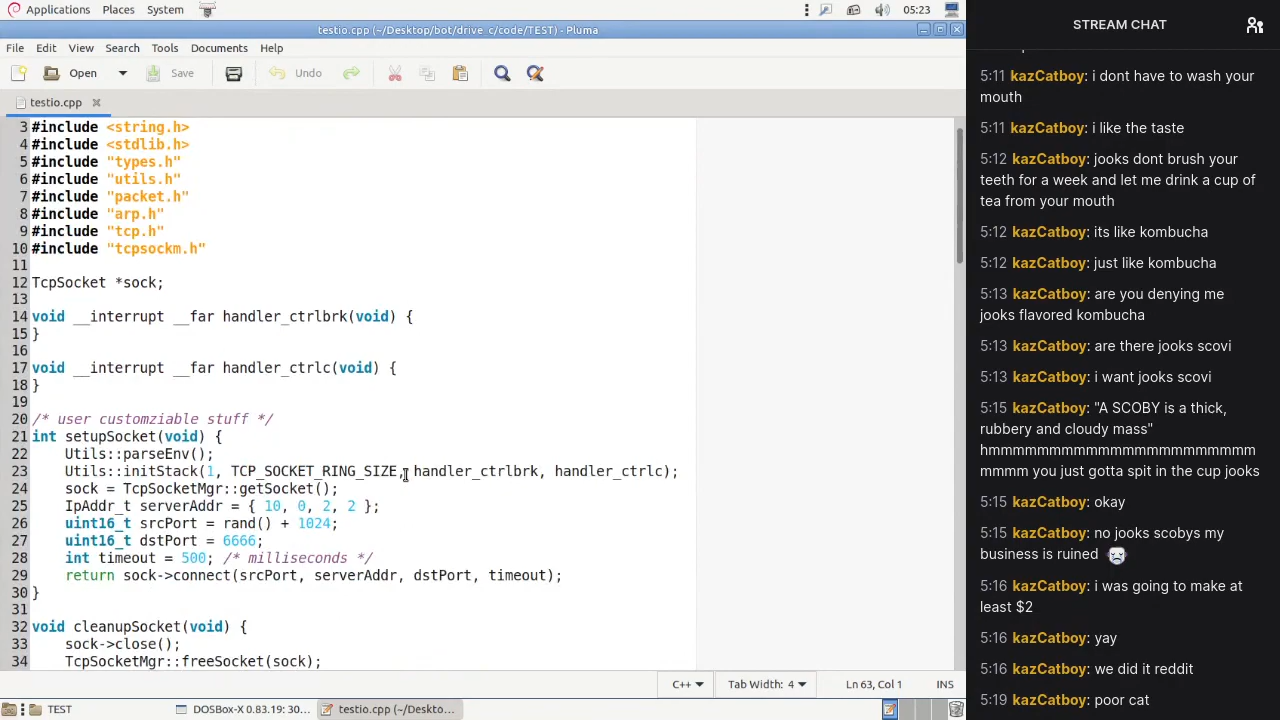 Applications Places System 05:23
testio.cpp (~/Desktop/bot/drive_c/code/TEST) - Pluma
File Edit View Search Tools Documents Help
Open Save Undo
testio.cpp
3 #include <string.h>
4 #include <stdlib.h>
5 #include "types.h"
6 #include "utils.h"
7 #include "packet.h"
8 #include "arp.h"
9 #include "tcp.h"
10 #include "tcpsockm.h"
11
12 TcpSocket *sock;
13
14 void __interrupt __far handler_ctrlbrk(void) {
15 }
16
17 void __interrupt __far handler_ctrlc(void) {
18 }
19
20 /* user customziable stuff */
21 int setupSocket(void) {
22 Utils::parseEnv();
23 Utils::initStack(1, TCP_SOCKET_RING_SIZE, handler_ctrlbrk, handler_ctrlc);
24 sock = TcpSocketMgr::getSocket();
25 IpAddr_t serverAddr = { 10, 0, 2, 2 };
26 uint16_t srcPort = rand() + 1024;
27 uint16_t dstPort = 6666;
28 int timeout = 500; /* milliseconds */
29 return sock->connect(srcPort, serverAddr, dstPort, timeout);
30 }
31
32 void cleanupSocket(void) {
33 sock->close();
34 TcpSocketMgr::freeSocket(sock);
C++ Tab Width: 4 Ln 63, Col 1 INS
TEST DOSBox-X 0.83.19: 30... testio.cpp (~/Deskto...
STREAM CHAT
5:11 kazCatboy: i dont have to wash your
mouth
5:11 kazCatboy: i like the taste
5:12 kazCatboy: jooks dont brush your
teeth for a week and let me drink a cup of
tea from your mouth
5:12 kazCatboy: its like kombucha
5:12 kazCatboy: just like kombucha
5:13 kazCatboy: are you denying me
jooks flavored kombucha
5:13 kazCatboy: are there jooks scovi
5:13 kazCatboy: i want jooks scovi
5:15 kazCatboy: "A SCOBY is a thick,
rubbery and cloudy mass"
hmmmmmmmmmmmmmmmmmmmmm
mmmm you just gotta spit in the cup jooks
5:15 kazCatboy: okay
5:15 kazCatboy: no jooks scobys my
business is ruined
5:16 kazCatboy: i was going to make at
least $2
5:16 kazCatboy: yay
5:16 kazCatboy: we did it reddit
5:19 kazCatboy: poor cat